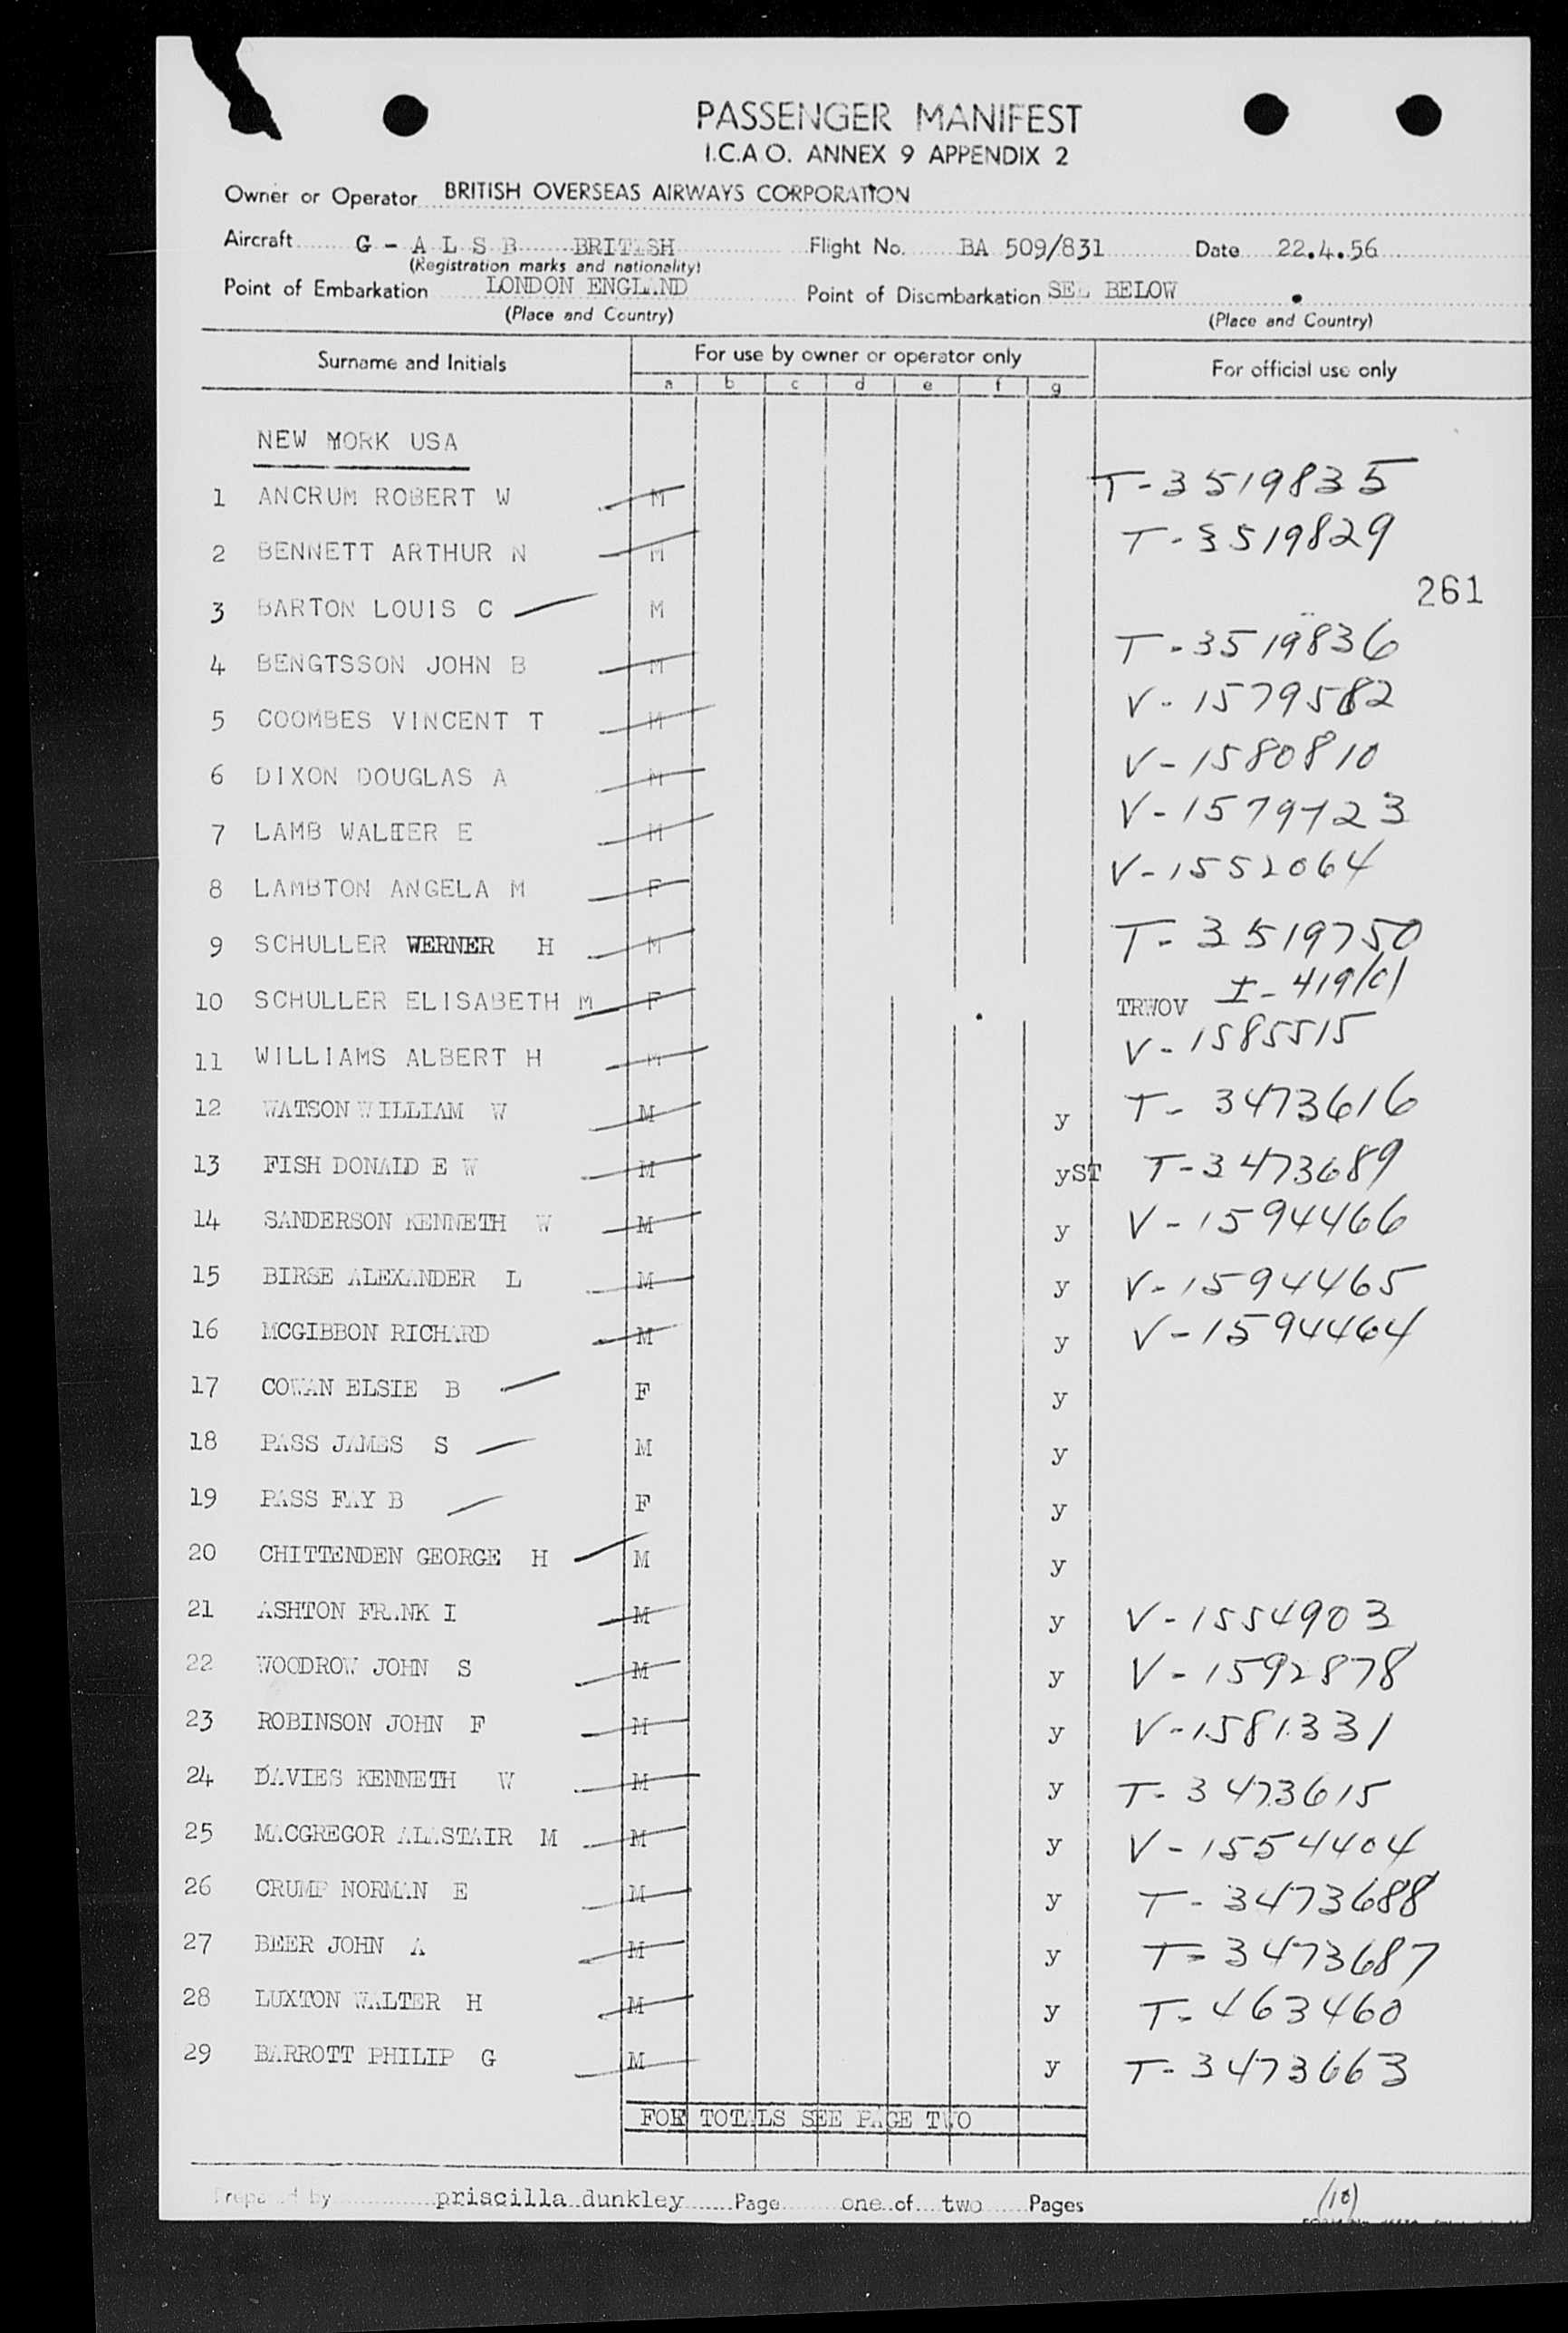 PASSENGER MANIFEST
I.C.A.O. ANNEX 9 APPENDIX 2
Owner or Operator BRITISH OVERSEAS AIRWAYS CORPORATION
Aircraft G - A L S B BRITISH Flight No. BA 509/831 Date 22.4.56
(Registration marks and nationality)
Point of Embarkation LONDON ENGLAND Point of Disembarkation SEE BELOW
(Place and Country) (Place and Country)
Surname and Initials For use by owner or operator only For official use only
a b c d e f g
NEW YORK USA
1 ANCRUM ROBERT W M T-3519835
2 BENNETT ARTHUR N M T-3519829
261
3 BARTON LOUIS C M
4 BENGTSSON JOHN B M T-3519836
5 COOMBES VINCENT T M V-1579582
6 DIXON DOUGLAS A M V-1580810
7 LAMB WALTER E M V-1579723
8 LAMBTON ANGELA M F V-1552064
9 SCHULLER WERNER H M T-3519750
10 SCHULLER ELISABETH M F TRWOV I-419/c/
11 WILLIAMS ALBERT H M V-1585515
12 WATSON WILLIAM W M y T-3473616
13 FISH DONALD E W M yST T-3473689
14 SANDERSON KENNETH W M y V-1594466
15 BIRSE ALEXANDER L M y V-1594465
16 MCGIBBON RICHARD M y V-1594464
17 COWAN ELSIE B F y
18 PASS JAMES S M y
19 PASS FAY B F y
20 CHITTENDEN GEORGE H M y
21 ASHTON FRANK I M y V-1554903
22 WOODROW JOHN S M y V-1592878
23 ROBINSON JOHN F M y V-1581331
24 DAVIES KENNETH W M y T-3473615
25 MACGREGOR ALASTAIR M M y V-1554404
26 CRUMP NORMAN E M y T-3473688
27 BEER JOHN A M y T-3473687
28 LUXTON WALTER H M y T-463460
29 BARROTT PHILIP G M y T-3473663
FOR TOTALS SEE PAGE TWO
Prepared by priscilla dunkley Page one of two Pages (10)